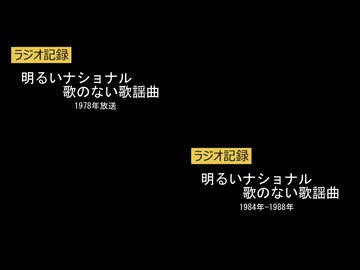 ラジオ記録
明るいナショナル
歌のない歌謡曲
1978年放送
ラジオ記録
明るいナショナル
歌のない歌謡曲
1984年-1988年